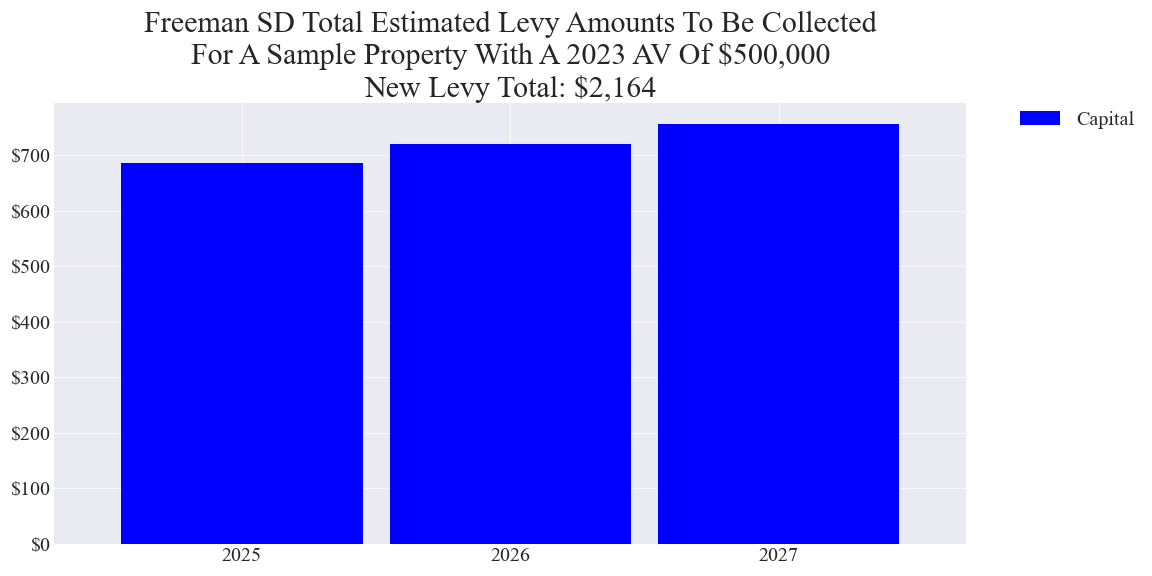 Freeman SD Total Estimated Levy Amounts To Be Collected
For A Sample Property With A 2023 AV Of $500,000
New Levy Total: $2,164
Capital
$700
$600
$500
$400
$300
$200
$100
$0
2025 2026 2027